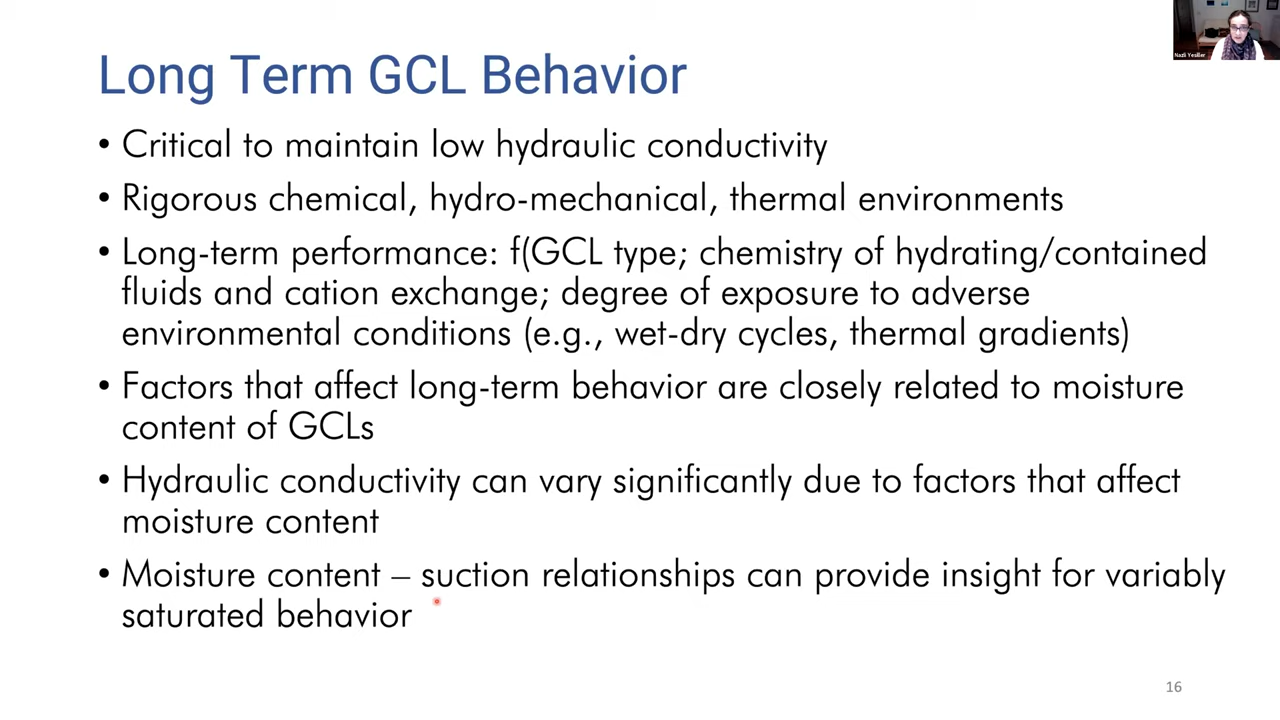 Nazli Yesiller
Long Term GCL Behavior
• Critical to maintain low hydraulic conductivity
• Rigorous chemical, hydro-mechanical, thermal environments
• Long-term performance: f(GCL type; chemistry of hydrating/contained
fluids and cation exchange; degree of exposure to adverse
environmental conditions (e.g., wet-dry cycles, thermal gradients)
• Factors that affect long-term behavior are closely related to moisture
content of GCLs
• Hydraulic conductivity can vary significantly due to factors that affect
moisture content
• Moisture content – suction relationships can provide insight for variably
saturated behavior
16